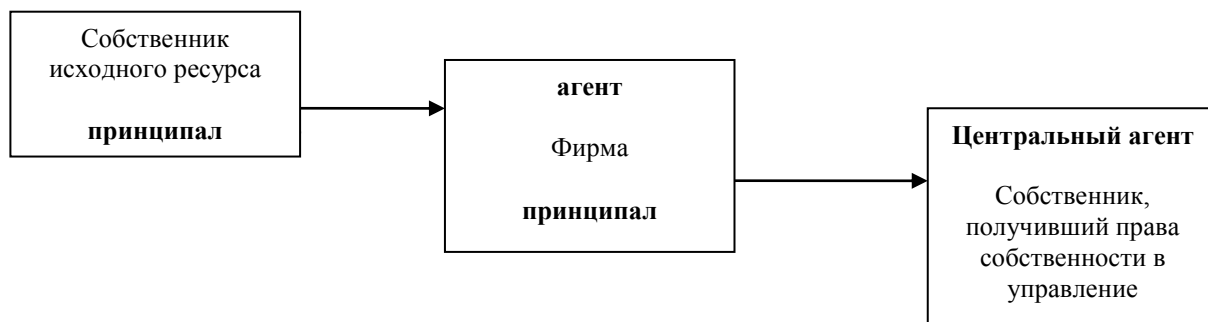 Собственник
исходного ресурса
принципал
агент
Фирма
принципал
Центральный агент
Собственник,
получивший права
собственности в
управление